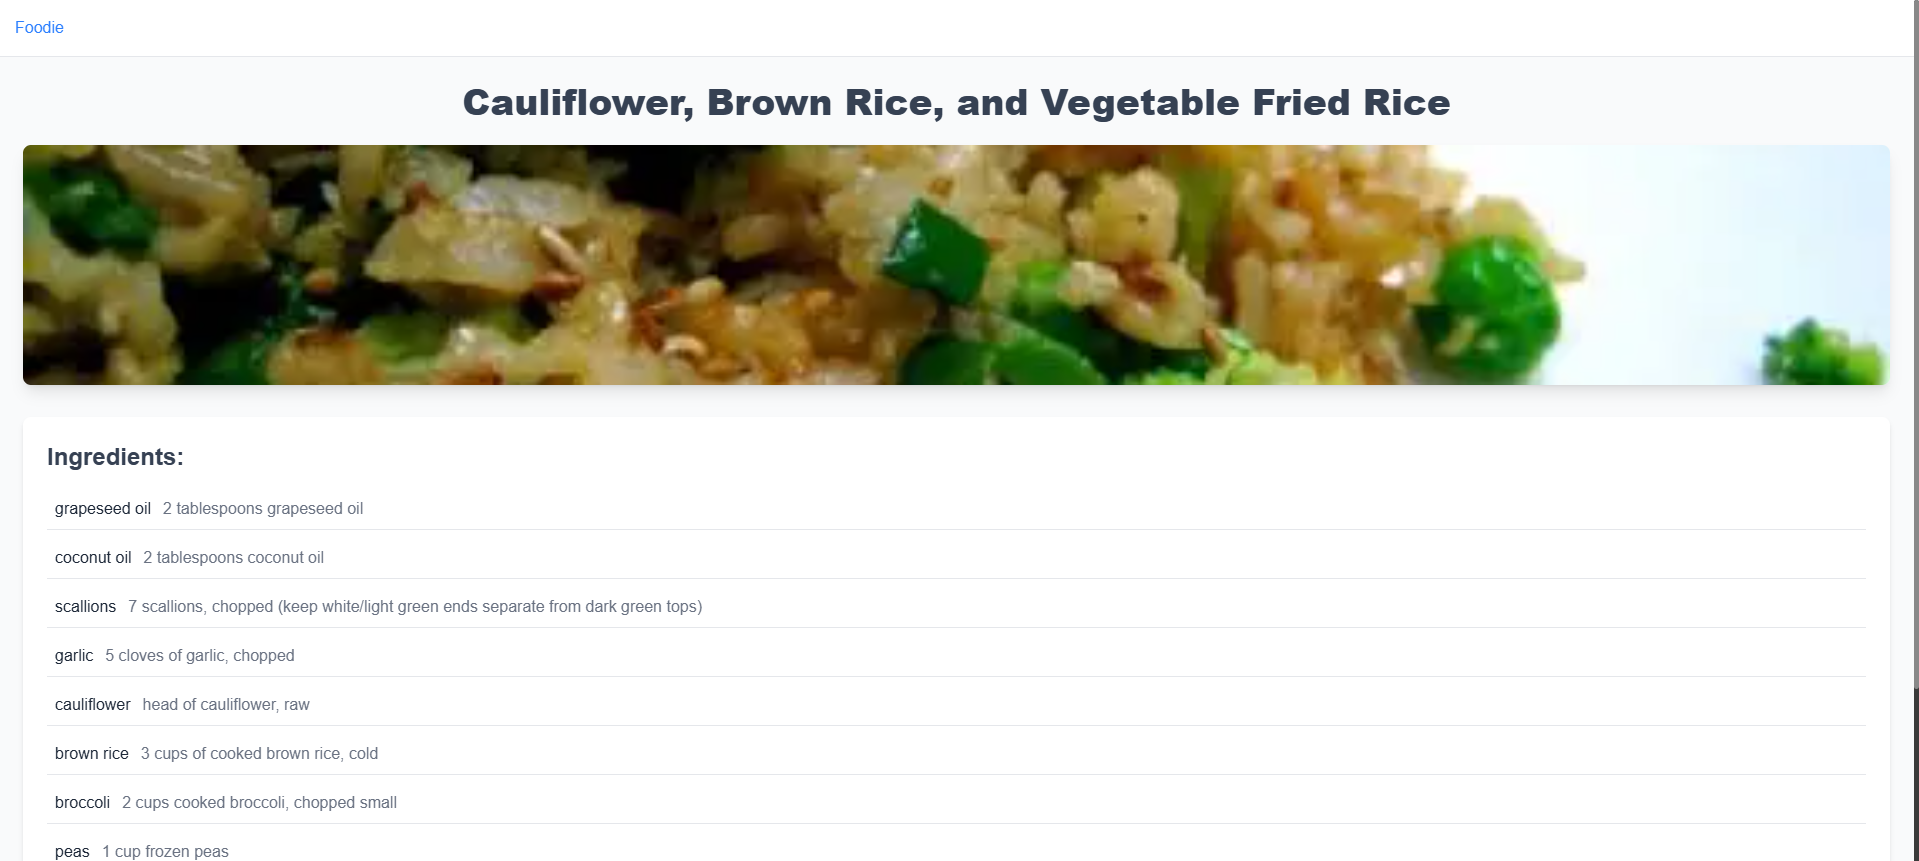 Foodie
Cauliflower, Brown Rice, and Vegetable Fried Rice
Ingredients:
grapeseed oil 2 tablespoons grapeseed oil
coconut oil 2 tablespoons coconut oil
scallions 7 scallions, chopped (keep white/light green ends separate from dark green tops)
garlic 5 cloves of garlic, chopped
cauliflower head of cauliflower, raw
brown rice 3 cups of cooked brown rice, cold
broccoli 2 cups cooked broccoli, chopped small
peas 1 cup frozen peas